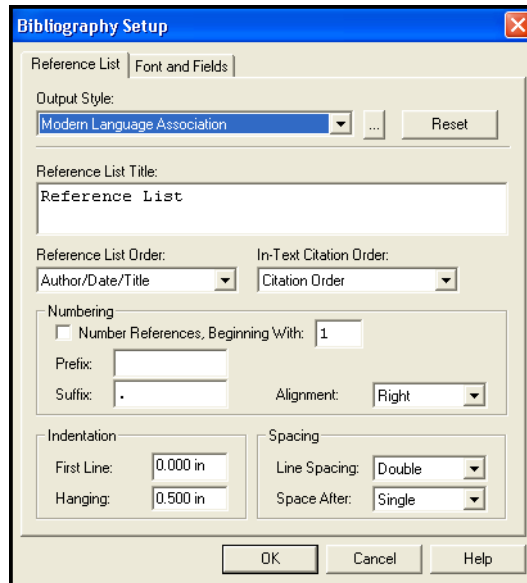 Bibliography Setup
Reference List
Font and Fields
Output Style:
Modern Language Association
...
Reset
Reference List Title:
Reference List
Reference List Order:
In-Text Citation Order:
Author/Date/Title
Citation Order
Numbering
Number References, Beginning With: 1
Prefix:
Suffix: .
Alignment: Right
Indentation
Spacing
First Line: 0.000 in
Line Spacing: Double
Hanging: 0.500 in
Space After: Single
OK
Cancel
Help